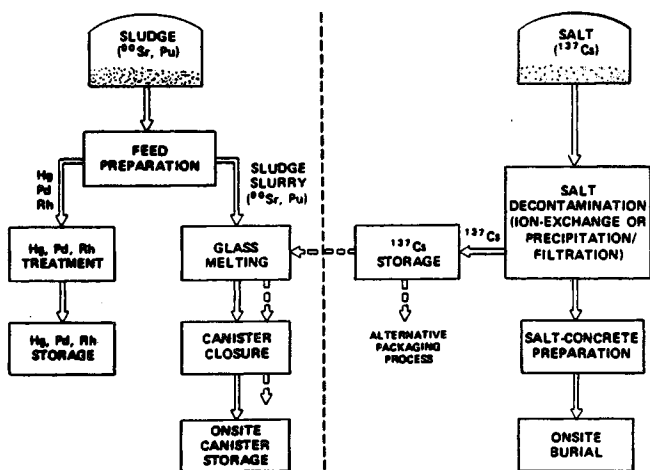 SLUDGE
(⁹⁰Sr, Pu)
FEED
PREPARATION
Hg
Pd
Rh
SLUDGE
SLURRY
(⁹⁰Sr, Pu)
Hg, Pd, Rh
TREATMENT
GLASS
MELTING
Hg, Pd, Rh
STORAGE
CANISTER
CLOSURE
ONSITE
CANISTER
STORAGE
SALT
(¹³⁷Cs)
SALT
DECONTAMINATION
(ION-EXCHANGE OR
PRECIPITATION/
FILTRATION)
¹³⁷Cs
¹³⁷Cs
STORAGE
ALTERNATIVE
PACKAGING
PROCESS
SALT-CONCRETE
PREPARATION
ONSITE
BURIAL